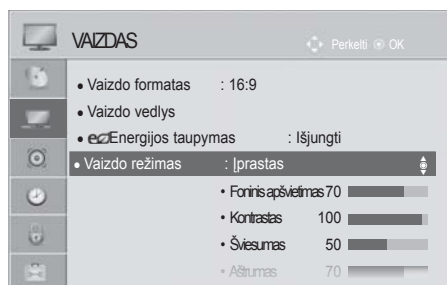 VAIZDAS
Perkelti OK
• Vaizdo formatas : 16:9
• Vaizdo vedlys
• eco Energijos taupymas : Išjungti
• Vaizdo režimas : Įprastas
• Foninis apšvietimas 70
• Kontrastas 100
• Šviesumas 50
• Aštrumas 70